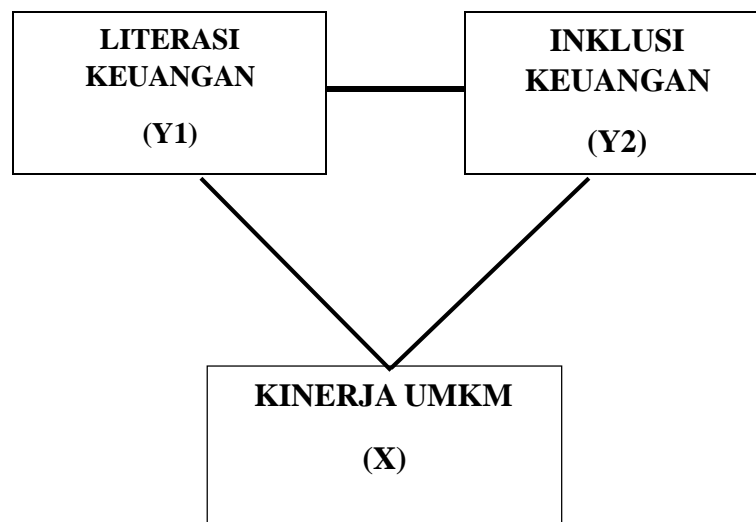 LITERASI
KEUANGAN
(Y1)
INKLUSI
KEUANGAN
(Y2)
KINERJA UMKM
(X)